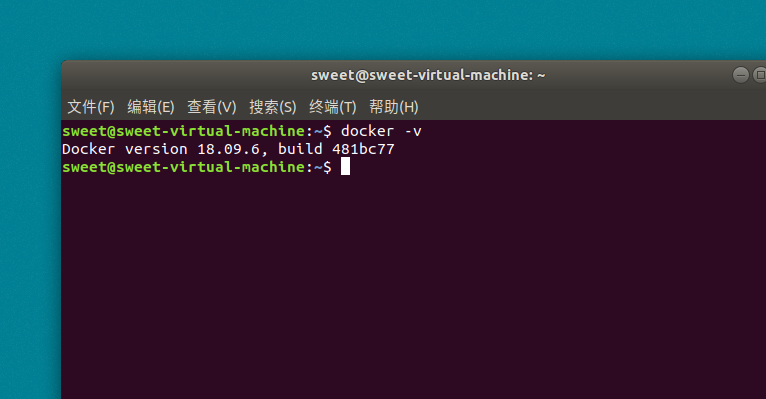 sweet@sweet-virtual-machine: ~
文件(F) 编辑(E) 查看(V) 搜索(S) 终端(T) 帮助(H)
sweet@sweet-virtual-machine:~$ docker -v
Docker version 18.09.6, build 481bc77
sweet@sweet-virtual-machine:~$